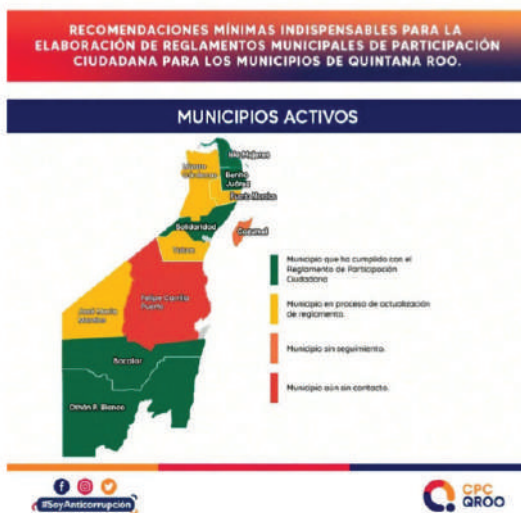 RECOMENDACIONES MÍNIMAS INDISPENSABLES PARA LA
ELABORACIÓN DE REGLAMENTOS MUNICIPALES DE PARTICIPACIÓN
CIUDADANA PARA LOS MUNICIPIOS DE QUINTANA ROO.
MUNICIPIOS ACTIVOS
Isla Mujeres
Lázaro
Cárdenas
Benito
Juárez
Puerto Morelos
Solidaridad
Cozumel
Tulum
Municipio que ha cumplido con el
Reglamento de Participación
Ciudadana
Felipe Carrillo
Puerto
Municipio en proceso de actualización
de reglamento.
José María
Morelos
Municipio sin seguimiento.
Bacalar
Municipio aún sin contacto.
Othón P. Blanco
#SoyAnticorrupción
CPC
QROO